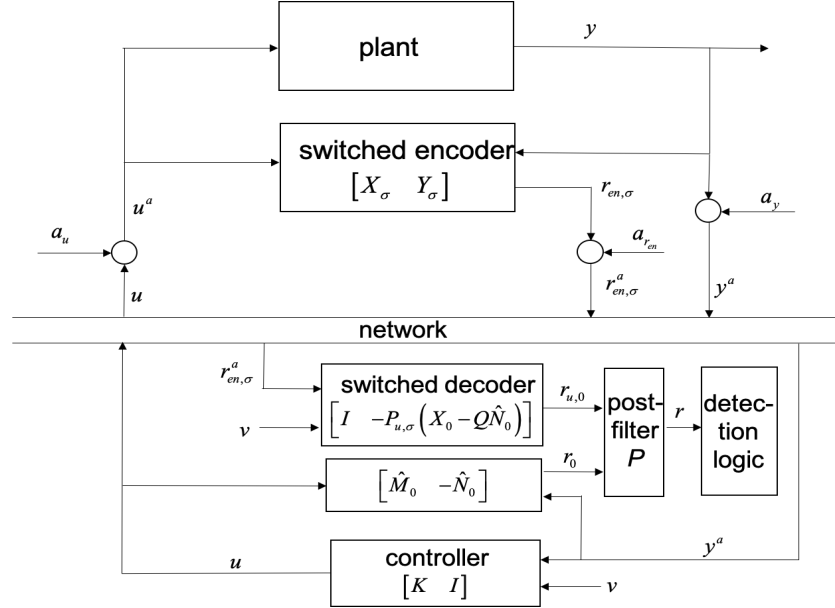 plant
y
switched encoder
[X_σ Y_σ]
u^a
r_{en,σ}
a_y
a_u
a_{r_{en}}
r^a_{en,σ}
y^a
u
network
r^a_{en,σ}
switched decoder
[I -P_{u,σ}(X_0 - QN̂_0)]
v
r_{u,0}
post-
filter
P
r
detec-
tion
logic
[M̂_0 -N̂_0]
r_0
controller
[K I]
u
y^a
v